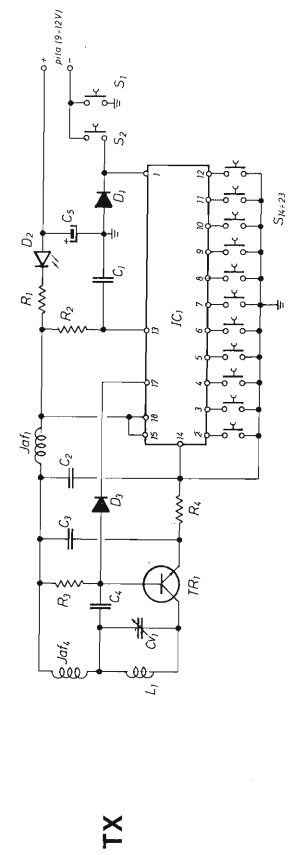 TX
Jaf4
L1
CV1
TR1
R3
C4
C3
D3
R4
C2
Jaf1
R1
D2
R2
C5
+
C1
D1
S2
S1
+
-
pila (9-12V)
IC1
14
15
18
17
13
1
2
3
4
5
6
7
8
9
10
11
12
S14÷23